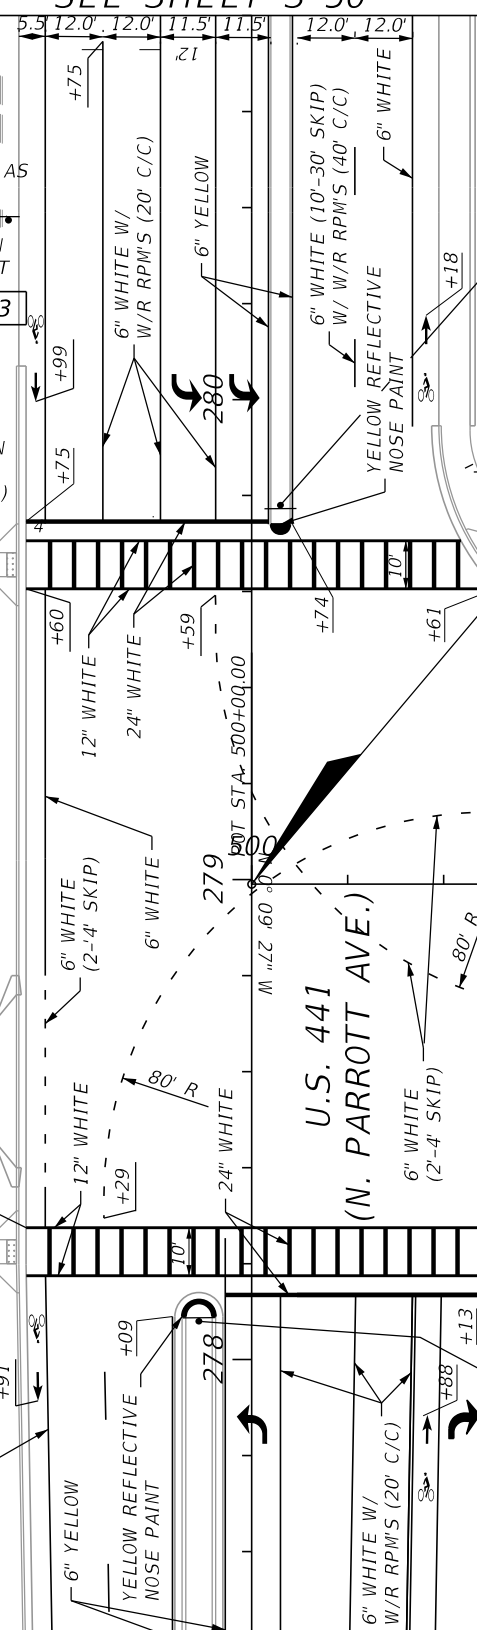 5.5'
12.0'
12.0'
11.5'
11.5'
12.0'
12.0'
12'
+75
AS
T
3
6" WHITE W/
W/R RPM'S (20' C/C)
6" YELLOW
6" WHITE (10'-30' SKIP)
W/ W/R RPM'S (40' C/C)
6" WHITE
+18
YELLOW REFLECTIVE
NOSE PAINT
+99
+75
280
4
10'
+60
12" WHITE
24" WHITE
+59
+74
+61
POT STA. 500+00.00
500
279
6" WHITE
6" WHITE
(2'-4' SKIP)
N 0° 09' 27" W
U.S. 441
(N. PARROTT AVE.)
80' R
80' R
6" WHITE
(2'-4' SKIP)
12" WHITE
+29
24" WHITE
10'
+91
+09
278
+13
+88
6" YELLOW
YELLOW REFLECTIVE
NOSE PAINT
6" WHITE W/
W/R RPM'S (20' C/C)